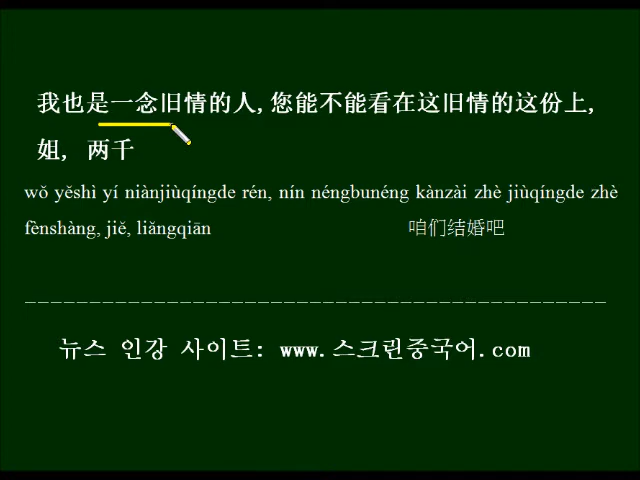 我也是一念旧情的人,您能不能看在这旧情的这份上,
姐, 两千
wǒ yěshì yí niànjiùqíngde rén, nín néngbunéng kànzài zhè jiùqíngde zhè
fènshàng, jiě, liǎngqiān
咱们结婚吧
뉴스 인강 사이트: www.스크린중국어.com